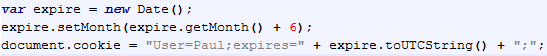 var expire = new Date();
expire.setMonth(expire.getMonth() + 6);
document.cookie = "User=Paul;expires=" + expire.toUTCString() + ";";